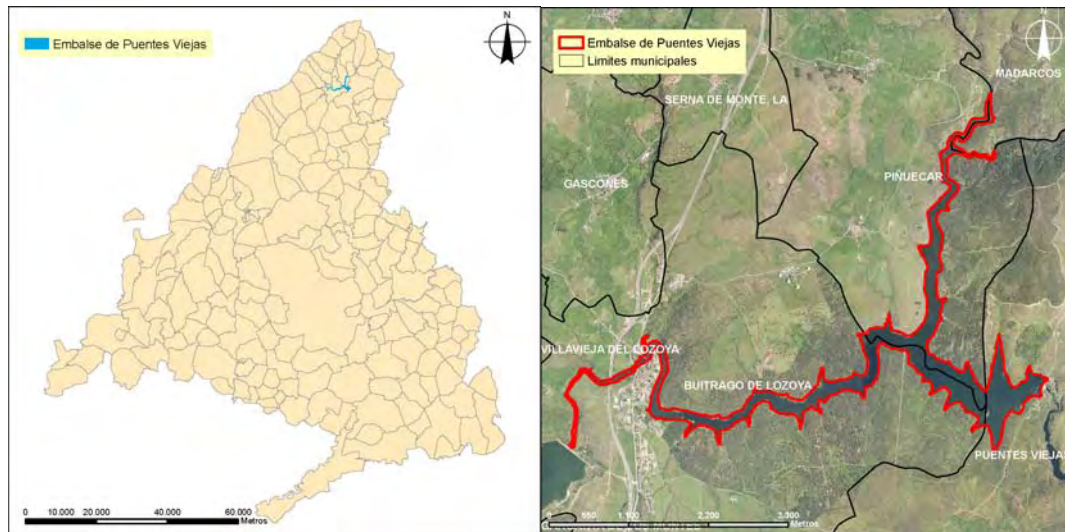 N
Embalse de Puentes Viejas
0 10.000 20.000 40.000 60.000
Metros
N
Embalse de Puentes Viejas
Limites municipales
MADARCOS
SERNA DE MONTE, LA
GASCONES
PIÑUECAR
VILLAVIEJA DEL LOZOYA
BUITRAGO DE LOZOYA
PUENTES VIEJAS
0 550 1.100 2.200 3.300
Metros